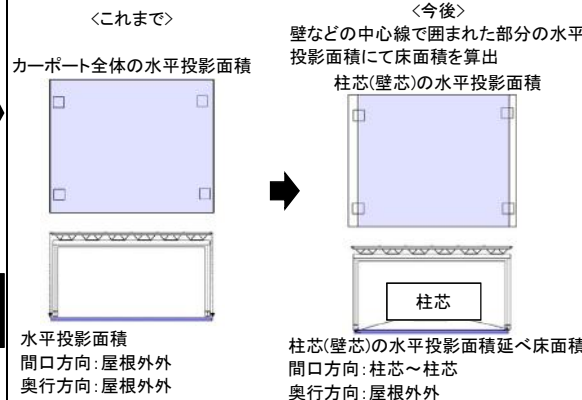 <これまで>
カーポート全体の水平投影面積
水平投影面積
間口方向:屋根外外
奥行方向:屋根外外
<今後>
壁などの中心線で囲まれた部分の水平
投影面積にて床面積を算出
柱芯(壁芯)の水平投影面積
柱芯
柱芯(壁芯)の水平投影面積延べ床面積
間口方向:柱芯～柱芯
奥行方向:屋根外外